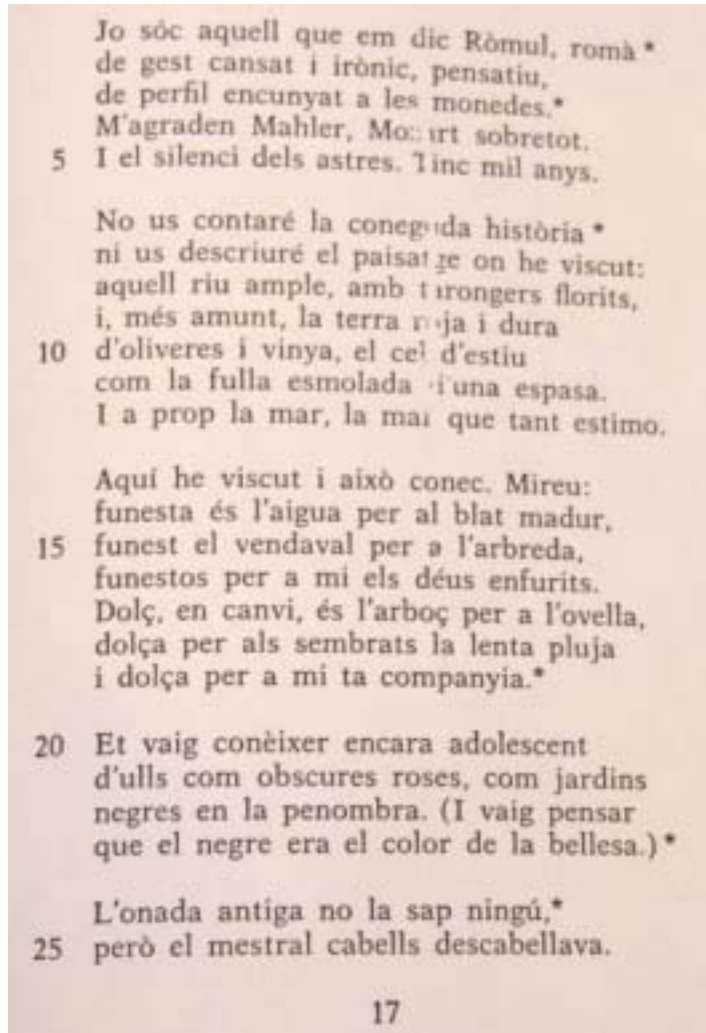 Jo sóc aquell que em dic Ròmul, romà*
de gest cansat i irònic, pensatiu,
de perfil encunyat a les monedes.*
M'agraden Mahler, Mozart sobretot.
5 I el silenci dels astres. Tinc mil anys.
No us contaré la coneguda història*
ni us descriuré el paisatge on he viscut:
aquell riu ample, amb tarongers florits,
i, més amunt, la terra roja i dura
10 d'oliveres i vinya, el cel d'estiu
com la fulla esmolada d'una espasa.
I a prop la mar, la mar que tant estimo.
Aquí he viscut i això conec. Mireu:
funesta és l'aigua per al blat madur,
15 funest el vendaval per a l'arbreda,
funestos per a mi els déus enfurits.
Dolç, en canvi, és l'arboç per a l'ovella,
dolça per als sembrats la lenta pluja
i dolça per a mi ta companyia.*
20 Et vaig conèixer encara adolescent
d'ulls com obscures roses, com jardins
negres en la penombra. (I vaig pensar
que el negre era el color de la bellesa.)*
L'onada antiga no la sap ningú,*
25 però el mestral cabells descabellava.
17